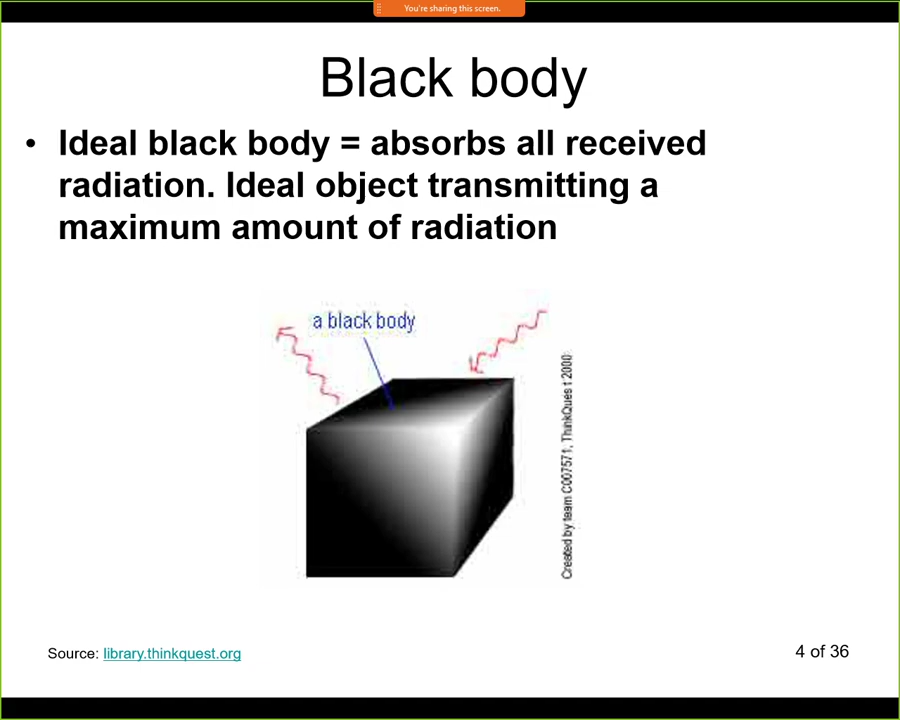 You're sharing this screen.
Black body
• Ideal black body = absorbs all received
radiation. Ideal object transmitting a
maximum amount of radiation
a black body
Created by team C007571, ThinkQuest 2000
Source: library.thinkquest.org
4 of 36